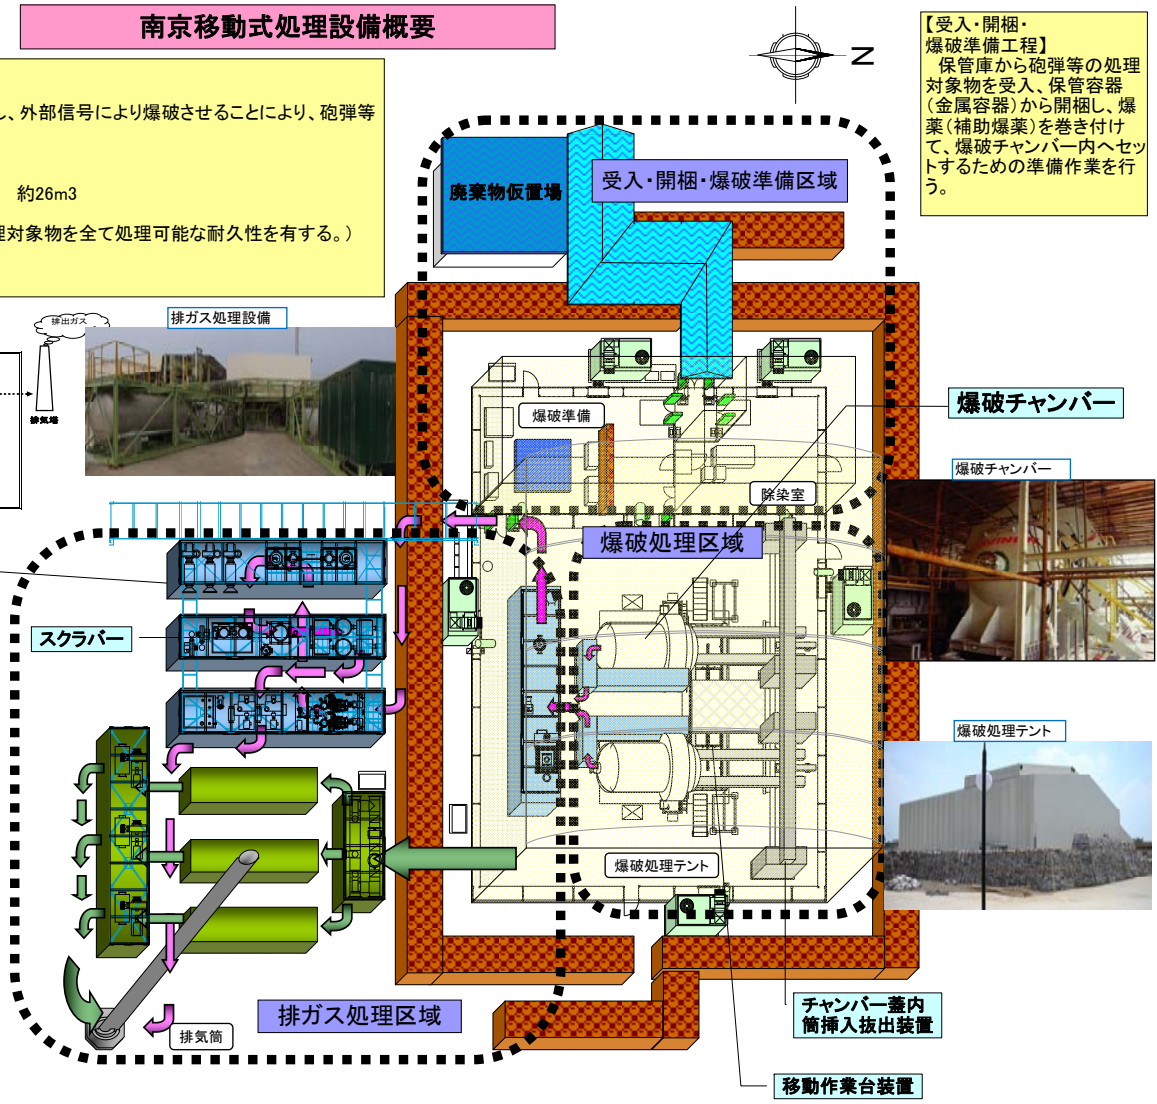 南京移動式処理設備概要
N
【受入・開梱・
爆破準備工程】
保管庫から砲弾等の処理
対象物を受入、保管容器
(金属容器)から開梱し、爆
薬(補助爆薬)を巻き付け
て、爆破チャンバー内へセッ
トするための準備作業を行
う。
、外部信号により爆破させることにより、砲弾等
約26m3
理対象物を全て処理可能な耐久性を有する。)
廃棄物仮置場
受入・開梱・爆破準備区域
排出ガス
排気塔
排ガス処理設備
爆破準備
爆破チャンバー
爆破チャンバー
除染室
爆破処理区域
スクラバー
爆破処理テント
爆破処理テント
排ガス処理区域
排気筒
チャンバー蓋内
筒挿入抜出装置
移動作業台装置